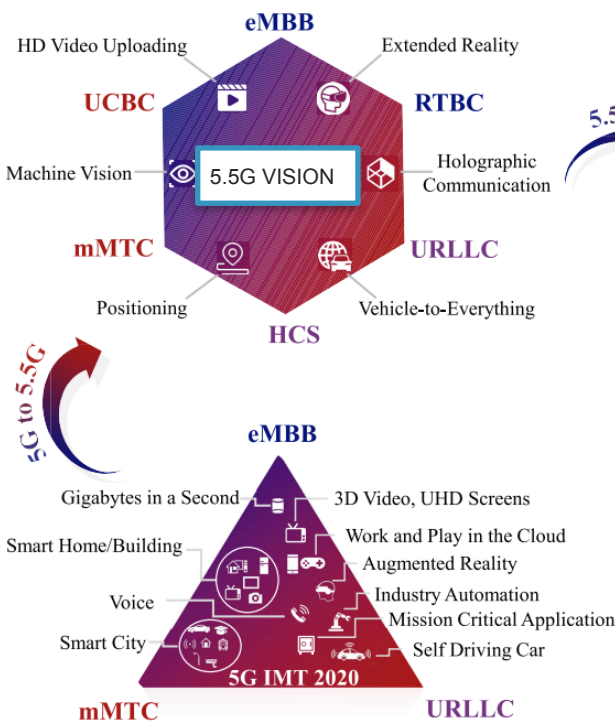 eMBB
HD Video Uploading
Extended Reality
UCBC
RTBC
5.5
Machine Vision
5.5G VISION
Holographic
Communication
mMTC
URLLC
Positioning
Vehicle-to-Everything
HCS
5G to 5.5G
eMBB
Gigabytes in a Second
3D Video, UHD Screens
Work and Play in the Cloud
Smart Home/Building
Augmented Reality
Voice
Industry Automation
Mission Critical Application
Smart City
Self Driving Car
5G IMT 2020
mMTC
URLLC